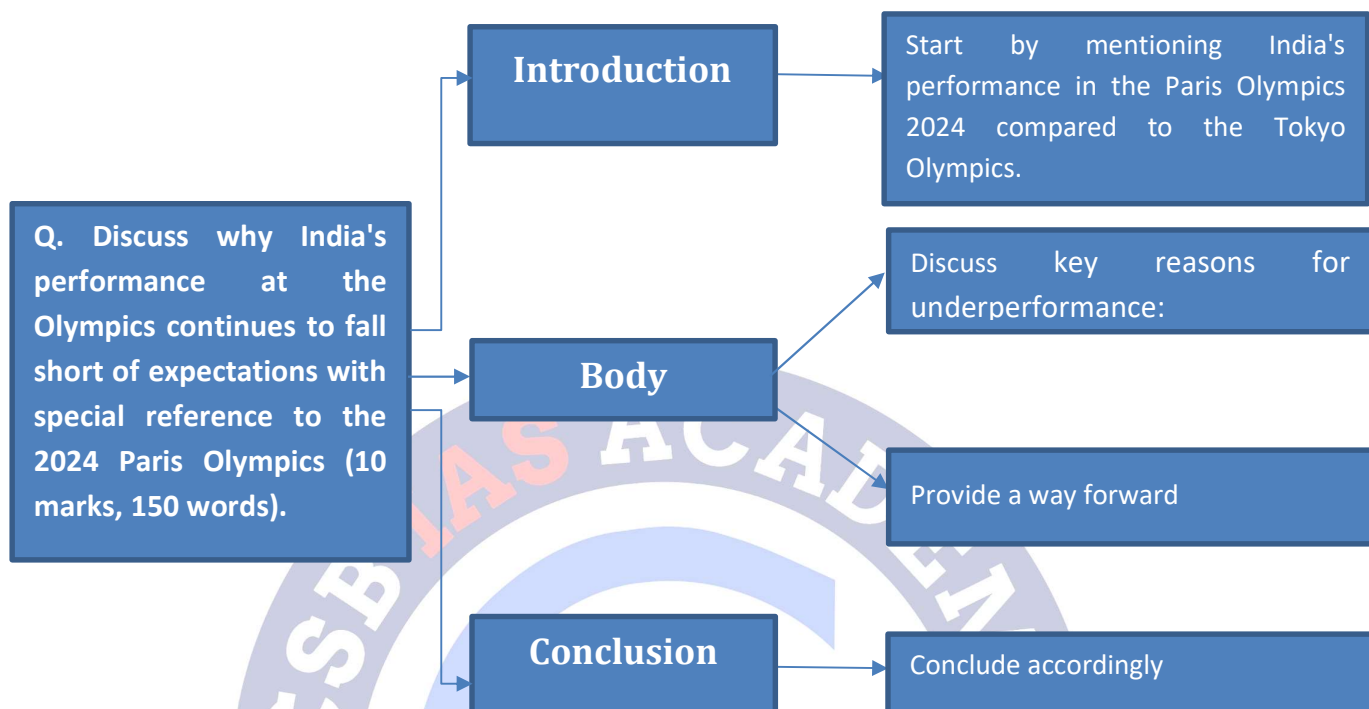 Q. Discuss why India's
performance at the
Olympics continues to fall
short of expectations with
special reference to the
2024 Paris Olympics (10
marks, 150 words).
Introduction
Start by mentioning India's
performance in the Paris Olympics
2024 compared to the Tokyo
Olympics.
Body
Discuss key reasons for
underperformance:
Provide a way forward
Conclusion
Conclude accordingly
IAS ACADEM